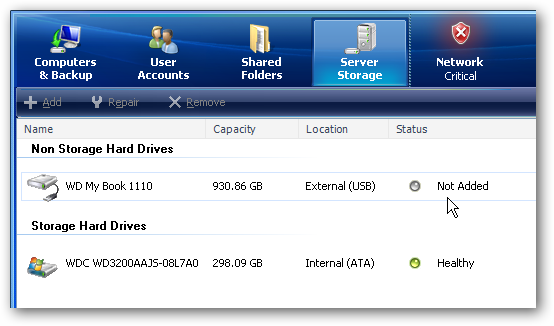 Computers & Backup
User Accounts
Shared Folders
Server Storage
Network
Critical
Add Repair Remove
Name Capacity Location Status
Non Storage Hard Drives
WD My Book 1110 930.86 GB External (USB) Not Added
Storage Hard Drives
WDC WD3200AAJS-08L7A0 298.09 GB Internal (ATA) Healthy